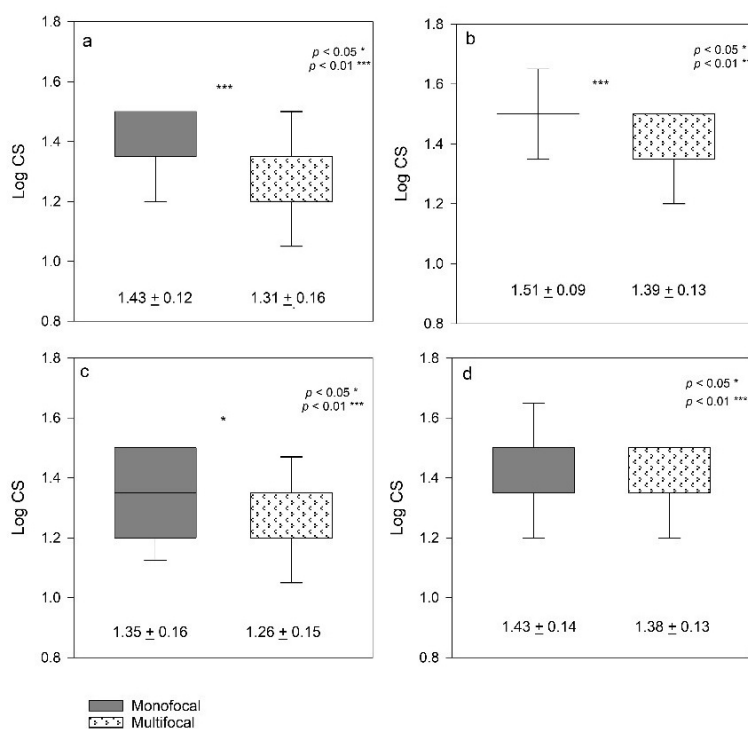 a
p < 0.05 *
p < 0.01 ***
***
Log CS
1.8
1.6
1.4
1.2
1.0
0.8
1.43 ± 0.12
1.31 ± 0.16
b
p < 0.05 *
p < 0.01 **
***
Log CS
1.8
1.6
1.4
1.2
1.0
0.8
1.51 ± 0.09
1.39 ± 0.13
c
p < 0.05 *
p < 0.01 ***
*
Log CS
1.8
1.6
1.4
1.2
1.0
0.8
1.35 ± 0.16
1.26 ± 0.15
d
p < 0.05 *
p < 0.01 ***
Log CS
1.8
1.6
1.4
1.2
1.0
0.8
1.43 ± 0.14
1.38 ± 0.13
Monofocal
Multifocal